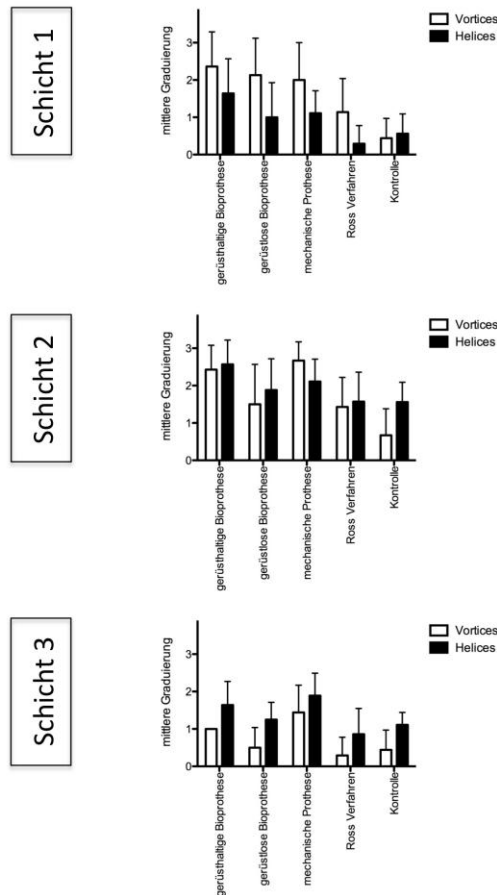 Schicht 1
mittlere Graduierung
3
2
1
0
Vortices
Helices
gerüsthaltige Bioprothese
gerüstlose Bioprothese
mechanische Prothese
Ross Verfahren
Kontrolle
Schicht 2
mittlere Graduierung
3
2
1
0
Vortices
Helices
gerüsthaltige Bioprothese
gerüstlose Bioprothese
mechanische Prothese
Ross Verfahren
Kontrolle
Schicht 3
mittlere Graduierung
3
2
1
0
Vortices
Helices
gerüsthaltige Bioprothese
gerüstlose Bioprothese
mechanische Prothese
Ross Verfahren
Kontrolle